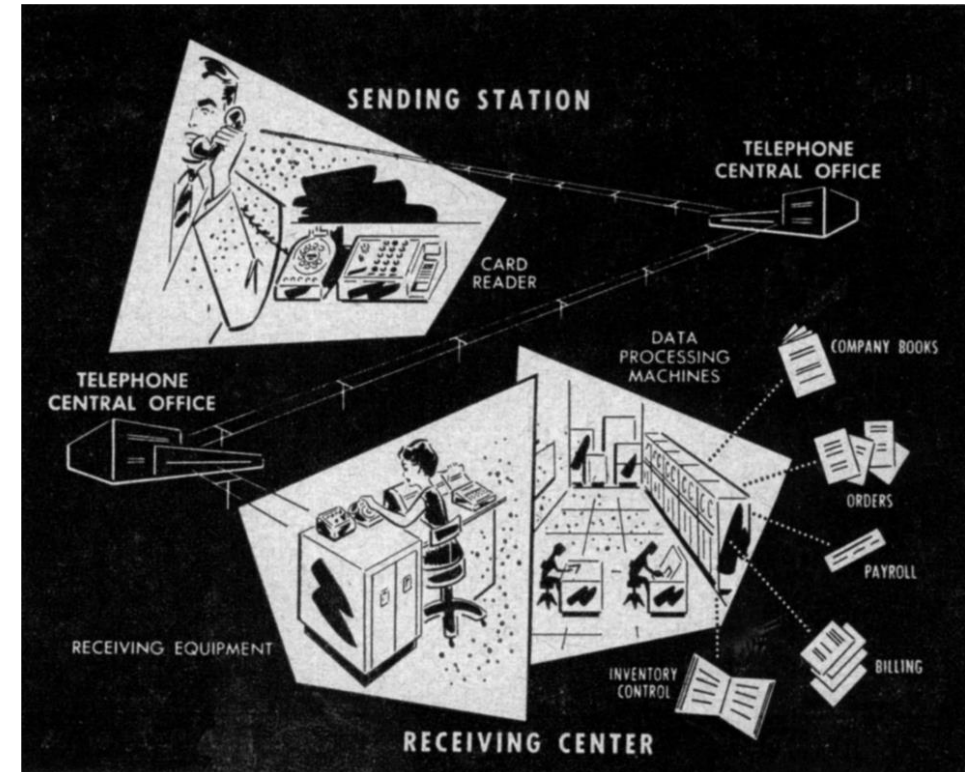 SENDING STATION
TELEPHONE
CENTRAL OFFICE
CARD
READER
DATA
PROCESSING
MACHINES
COMPANY BOOKS
TELEPHONE
CENTRAL OFFICE
ORDERS
PAYROLL
RECEIVING EQUIPMENT
INVENTORY
CONTROL
BILLING
RECEIVING CENTER